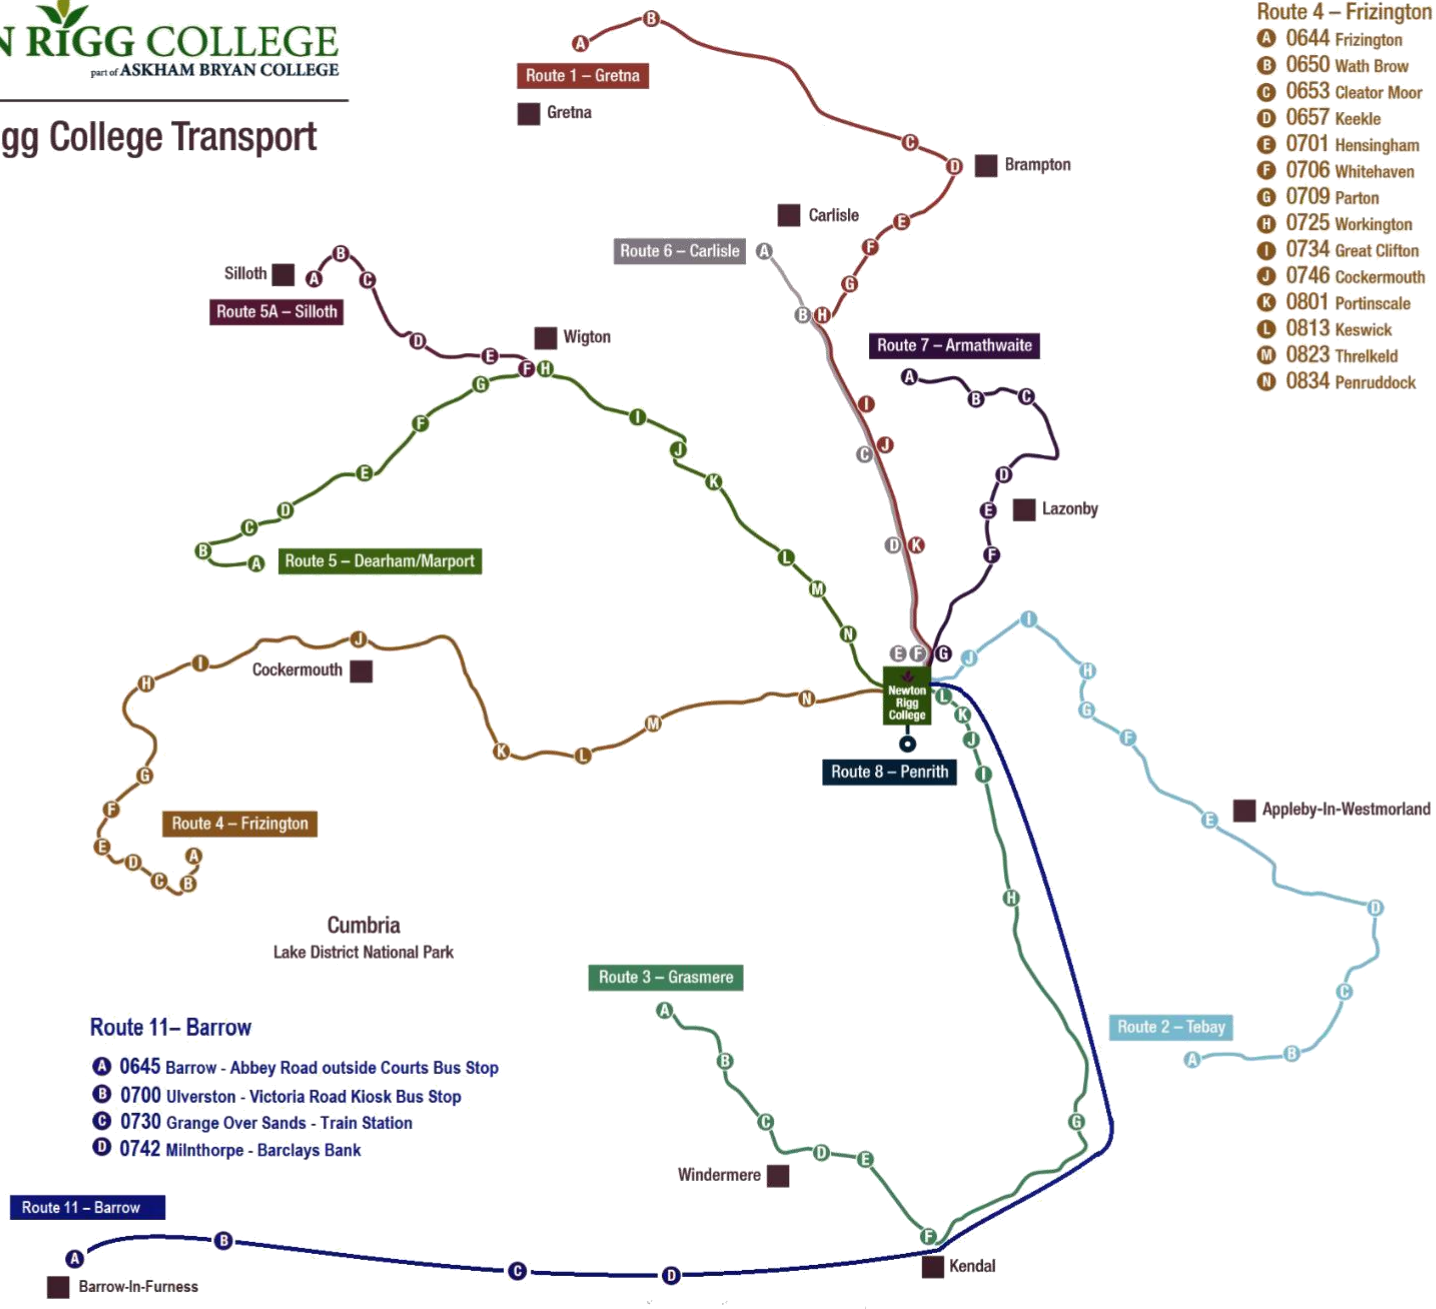 N RIGG COLLEGE
part of ASKHAM BRYAN COLLEGE
gg College Transport
Route 4 – Frizington
A 0644 Frizington
B 0650 Wath Brow
C 0653 Cleator Moor
D 0657 Keekle
E 0701 Hensingham
F 0706 Whitehaven
G 0709 Parton
H 0725 Workington
I 0734 Great Clifton
J 0746 Cockermouth
K 0801 Portinscale
L 0813 Keswick
M 0823 Threlkeld
N 0834 Penruddock
A B
Route 1 – Gretna
Gretna
C D
Brampton
E F G H I J K
Carlisle
Route 6 – Carlisle
A B C D E F
Silloth
A B C D E F
Route 5A – Silloth
Wigton
Route 7 – Armathwaite
A B C D E F G
Lazonby
A B C D E F G H I J K L M N
Route 5 – Dearham/Marport
Cockermouth
A B C D E F G H I J K L M N
Route 4 – Frizington
Newton
Rigg
College
Route 8 – Penrith
A B C D E F G H I J
Appleby-In-Westmorland
Route 2 – Tebay
Cumbria
Lake District National Park
Route 3 – Grasmere
A B C D E F G H I J K L
Windermere
Kendal
Route 11– Barrow
A 0645 Barrow - Abbey Road outside Courts Bus Stop
B 0700 Ulverston - Victoria Road Kiosk Bus Stop
C 0730 Grange Over Sands - Train Station
D 0742 Milnthorpe - Barclays Bank
Route 11 – Barrow
A B C D
Barrow-In-Furness